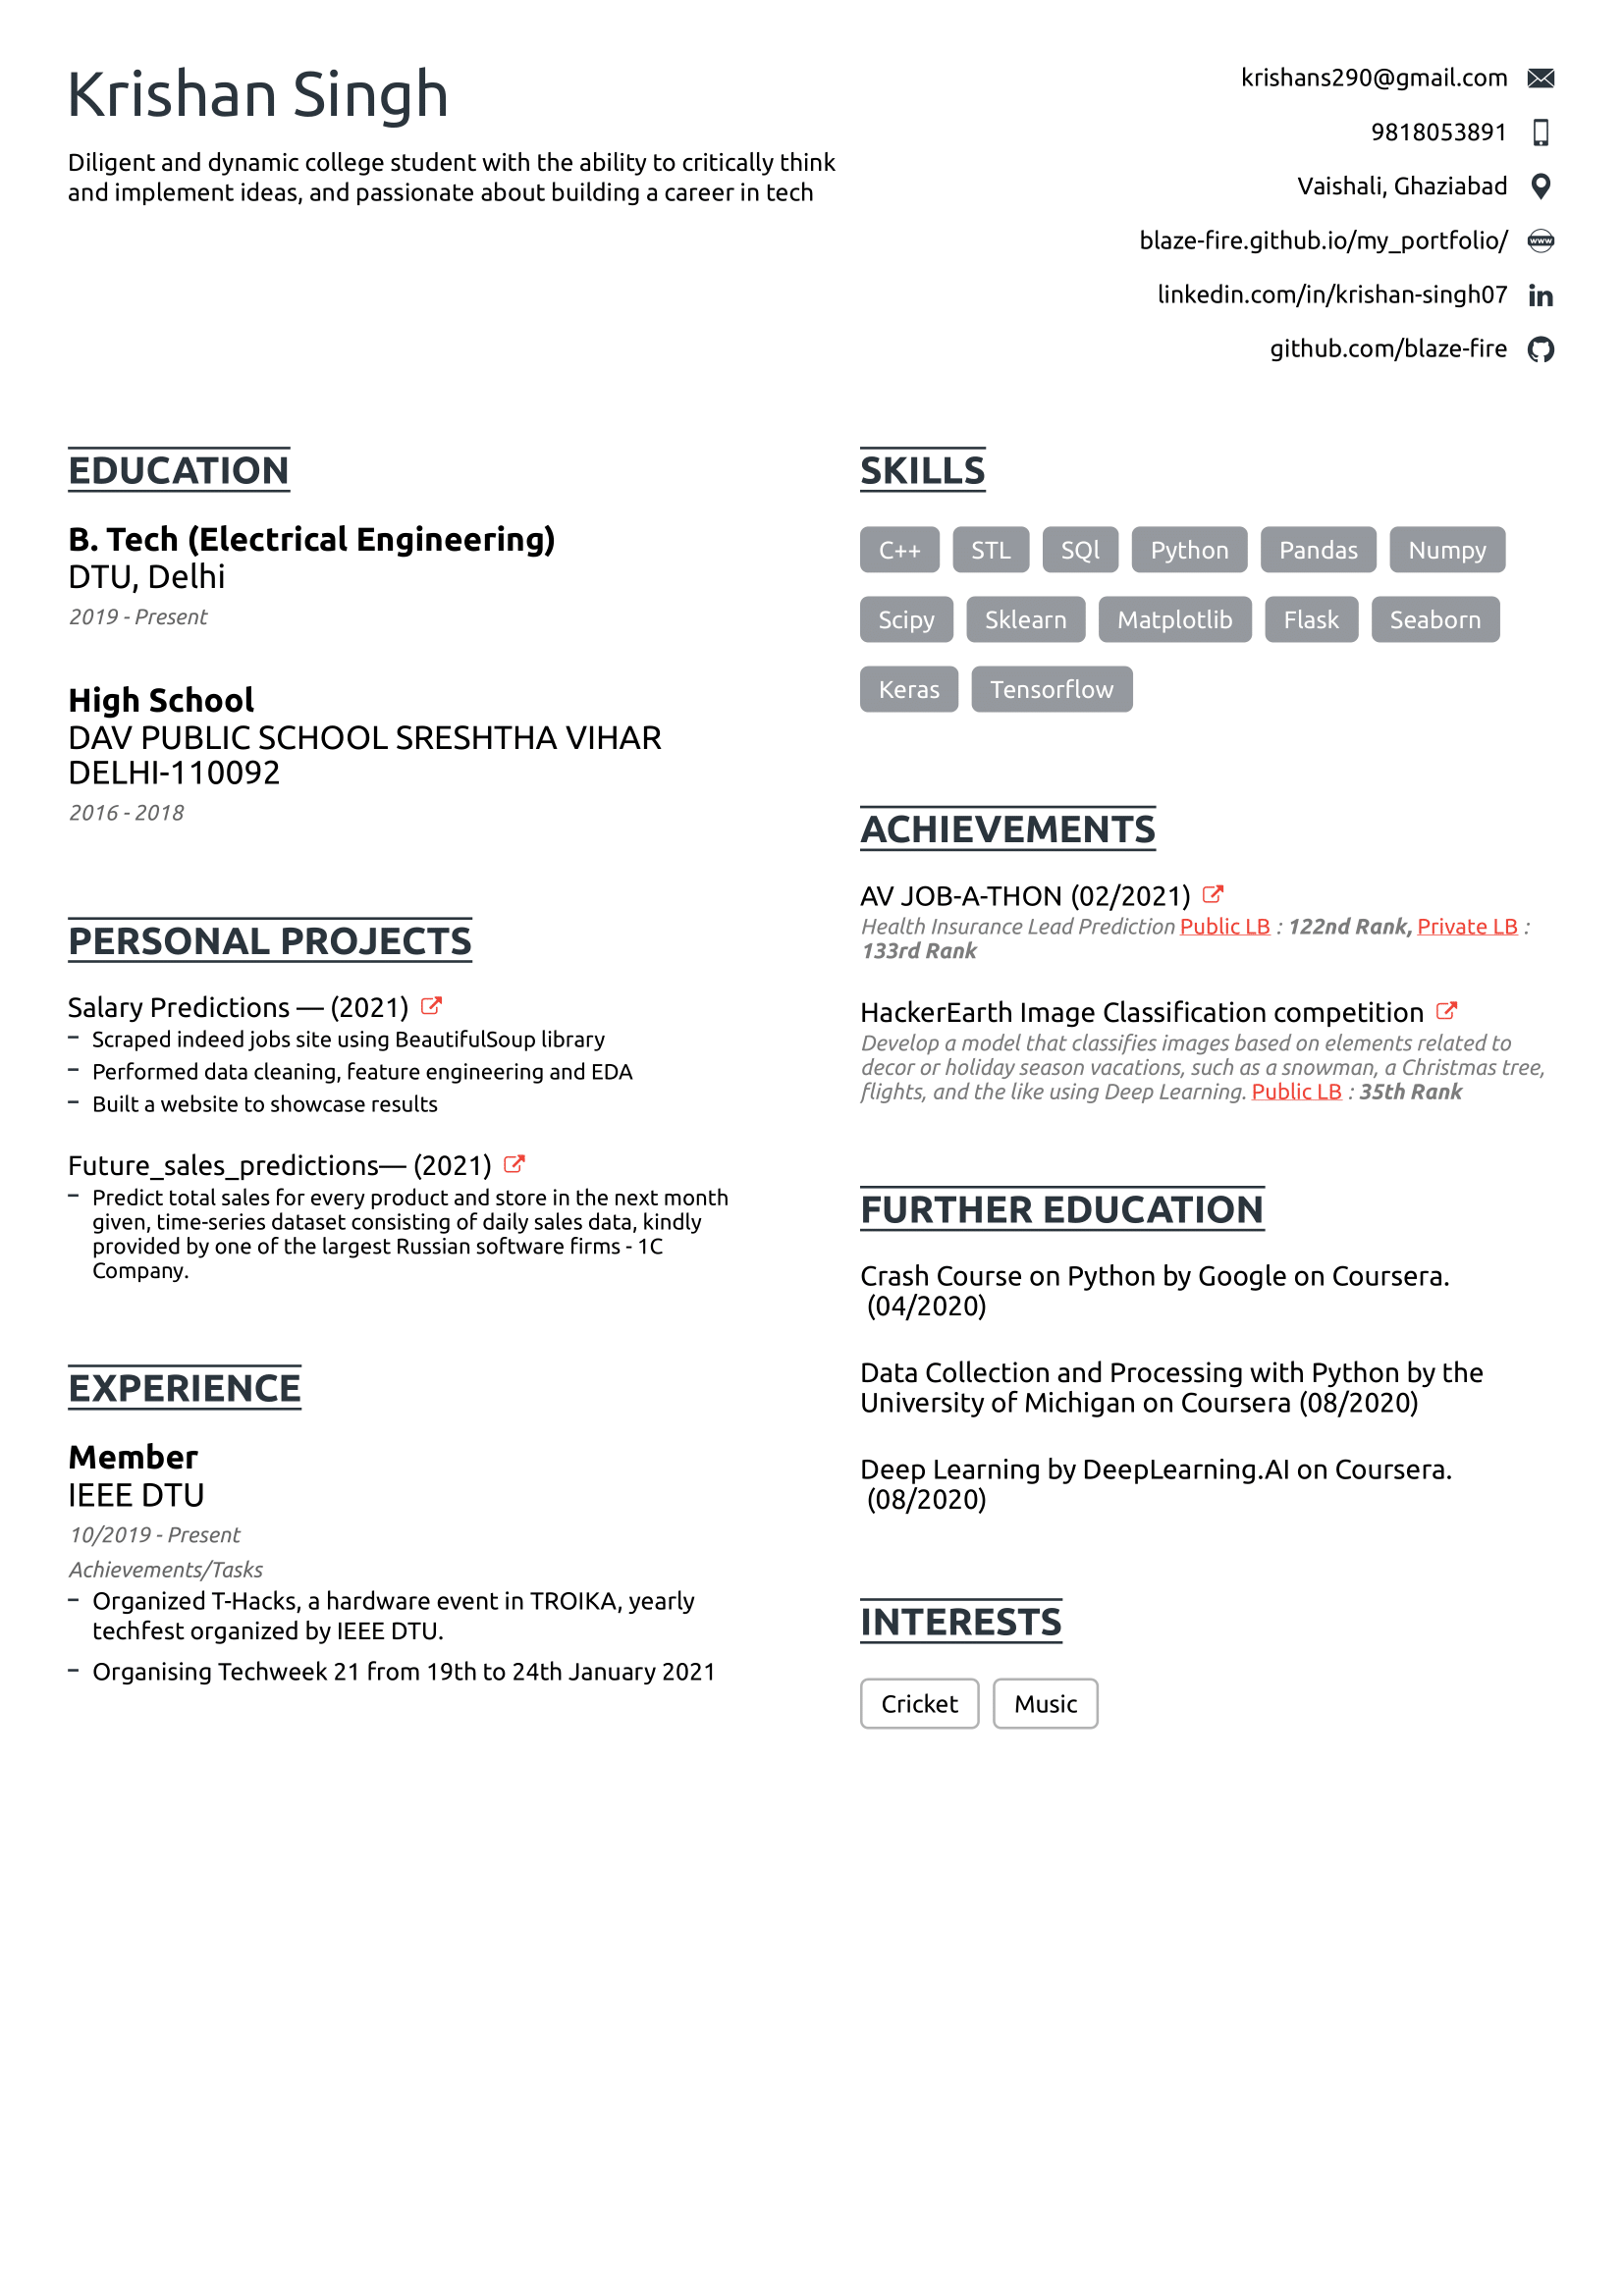 Krishan Singh
Diligent and dynamic college student with the ability to critically think
and implement ideas, and passionate about building a career in tech
krishans290@gmail.com
9818053891
Vaishali, Ghaziabad
blaze-fire.github.io/my_portfolio/
www
linkedin.com/in/krishan-singh07
in
github.com/blaze-fire
EDUCATION
B. Tech (Electrical Engineering)
DTU, Delhi
2019 - Present
High School
DAV PUBLIC SCHOOL SRESHTHA VIHAR
DELHI-110092
2016 - 2018
PERSONAL PROJECTS
Salary Predictions — (2021)
– Scraped indeed jobs site using BeautifulSoup library
– Performed data cleaning, feature engineering and EDA
– Built a website to showcase results
Future_sales_predictions— (2021)
– Predict total sales for every product and store in the next month
given, time-series dataset consisting of daily sales data, kindly
provided by one of the largest Russian software firms - 1C
Company.
EXPERIENCE
Member
IEEE DTU
10/2019 - Present
Achievements/Tasks
– Organized T-Hacks, a hardware event in TROIKA, yearly
techfest organized by IEEE DTU.
– Organising Techweek 21 from 19th to 24th January 2021
SKILLS
C++ STL SQl Python Pandas Numpy
Scipy Sklearn Matplotlib Flask Seaborn
Keras Tensorflow
ACHIEVEMENTS
AV JOB-A-THON (02/2021)
Health Insurance Lead Prediction Public LB : 122nd Rank, Private LB :
133rd Rank
HackerEarth Image Classification competition
Develop a model that classifies images based on elements related to
decor or holiday season vacations, such as a snowman, a Christmas tree,
flights, and the like using Deep Learning. Public LB : 35th Rank
FURTHER EDUCATION
Crash Course on Python by Google on Coursera.
(04/2020)
Data Collection and Processing with Python by the
University of Michigan on Coursera (08/2020)
Deep Learning by DeepLearning.AI on Coursera.
(08/2020)
INTERESTS
Cricket Music